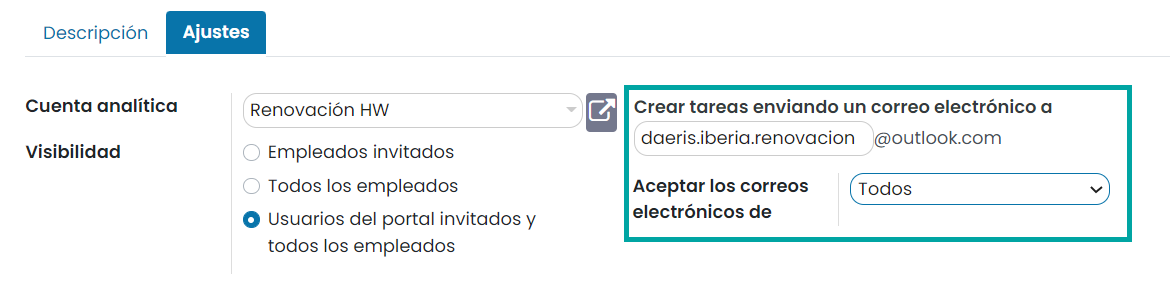 Descripción
Ajustes
Cuenta analítica
Renovación HW
Visibilidad
Empleados invitados
Todos los empleados
Usuarios del portal invitados y
todos los empleados
Crear tareas enviando un correo electrónico a
daeris.iberia.renovacion @outlook.com
Aceptar los correos
electrónicos de
Todos